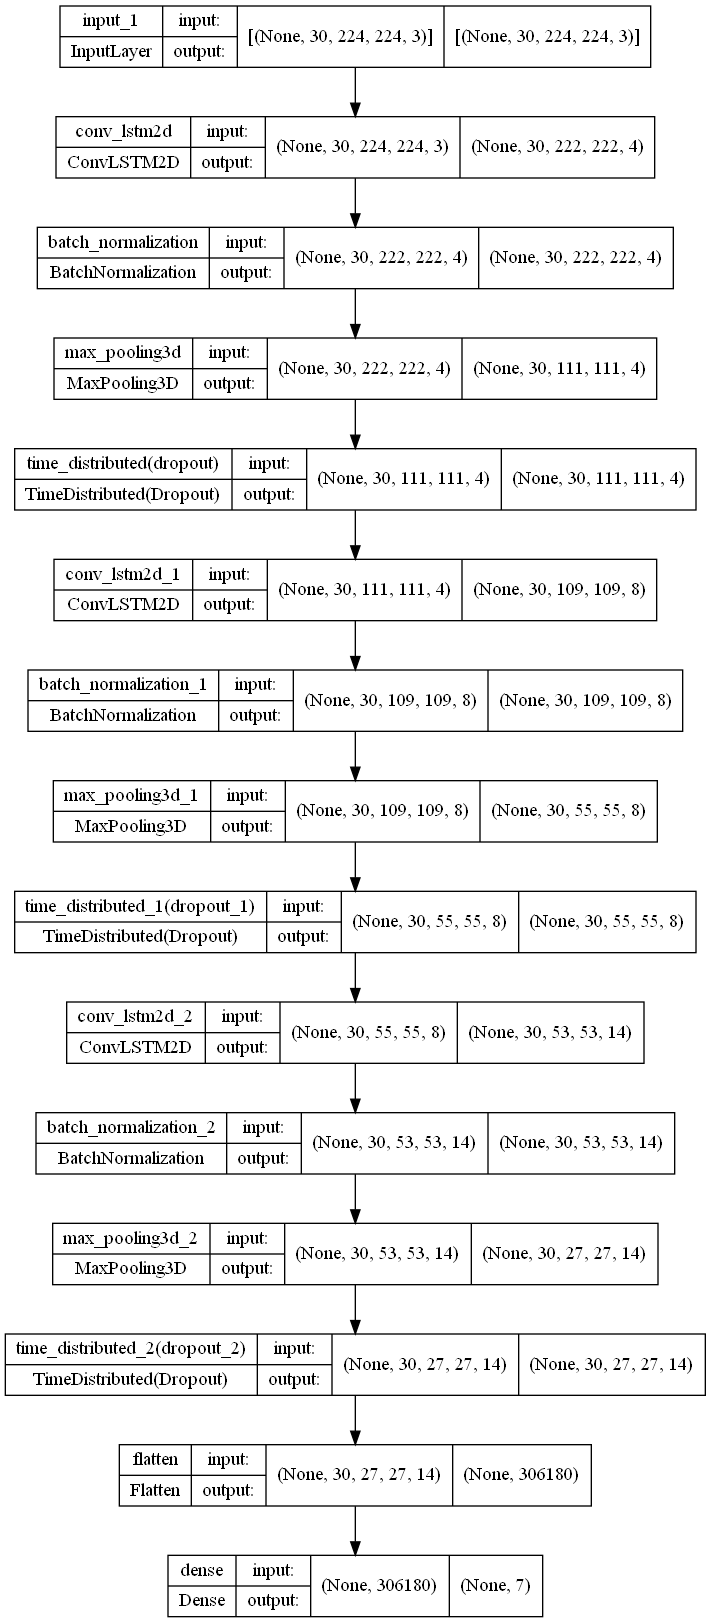 input_1 input: [(None, 30, 224, 224, 3)] [(None, 30, 224, 224, 3)]
InputLayer output:
conv_lstm2d input: (None, 30, 224, 224, 3) (None, 30, 222, 222, 4)
ConvLSTM2D output:
batch_normalization input: (None, 30, 222, 222, 4) (None, 30, 222, 222, 4)
BatchNormalization output:
max_pooling3d input: (None, 30, 222, 222, 4) (None, 30, 111, 111, 4)
MaxPooling3D output:
time_distributed(dropout) input: (None, 30, 111, 111, 4) (None, 30, 111, 111, 4)
TimeDistributed(Dropout) output:
conv_lstm2d_1 input: (None, 30, 111, 111, 4) (None, 30, 109, 109, 8)
ConvLSTM2D output:
batch_normalization_1 input: (None, 30, 109, 109, 8) (None, 30, 109, 109, 8)
BatchNormalization output:
max_pooling3d_1 input: (None, 30, 109, 109, 8) (None, 30, 55, 55, 8)
MaxPooling3D output:
time_distributed_1(dropout_1) input: (None, 30, 55, 55, 8) (None, 30, 55, 55, 8)
TimeDistributed(Dropout) output:
conv_lstm2d_2 input: (None, 30, 55, 55, 8) (None, 30, 53, 53, 14)
ConvLSTM2D output:
batch_normalization_2 input: (None, 30, 53, 53, 14) (None, 30, 53, 53, 14)
BatchNormalization output:
max_pooling3d_2 input: (None, 30, 53, 53, 14) (None, 30, 27, 27, 14)
MaxPooling3D output:
time_distributed_2(dropout_2) input: (None, 30, 27, 27, 14) (None, 30, 27, 27, 14)
TimeDistributed(Dropout) output:
flatten input: (None, 30, 27, 27, 14) (None, 306180)
Flatten output:
dense input: (None, 306180) (None, 7)
Dense output: